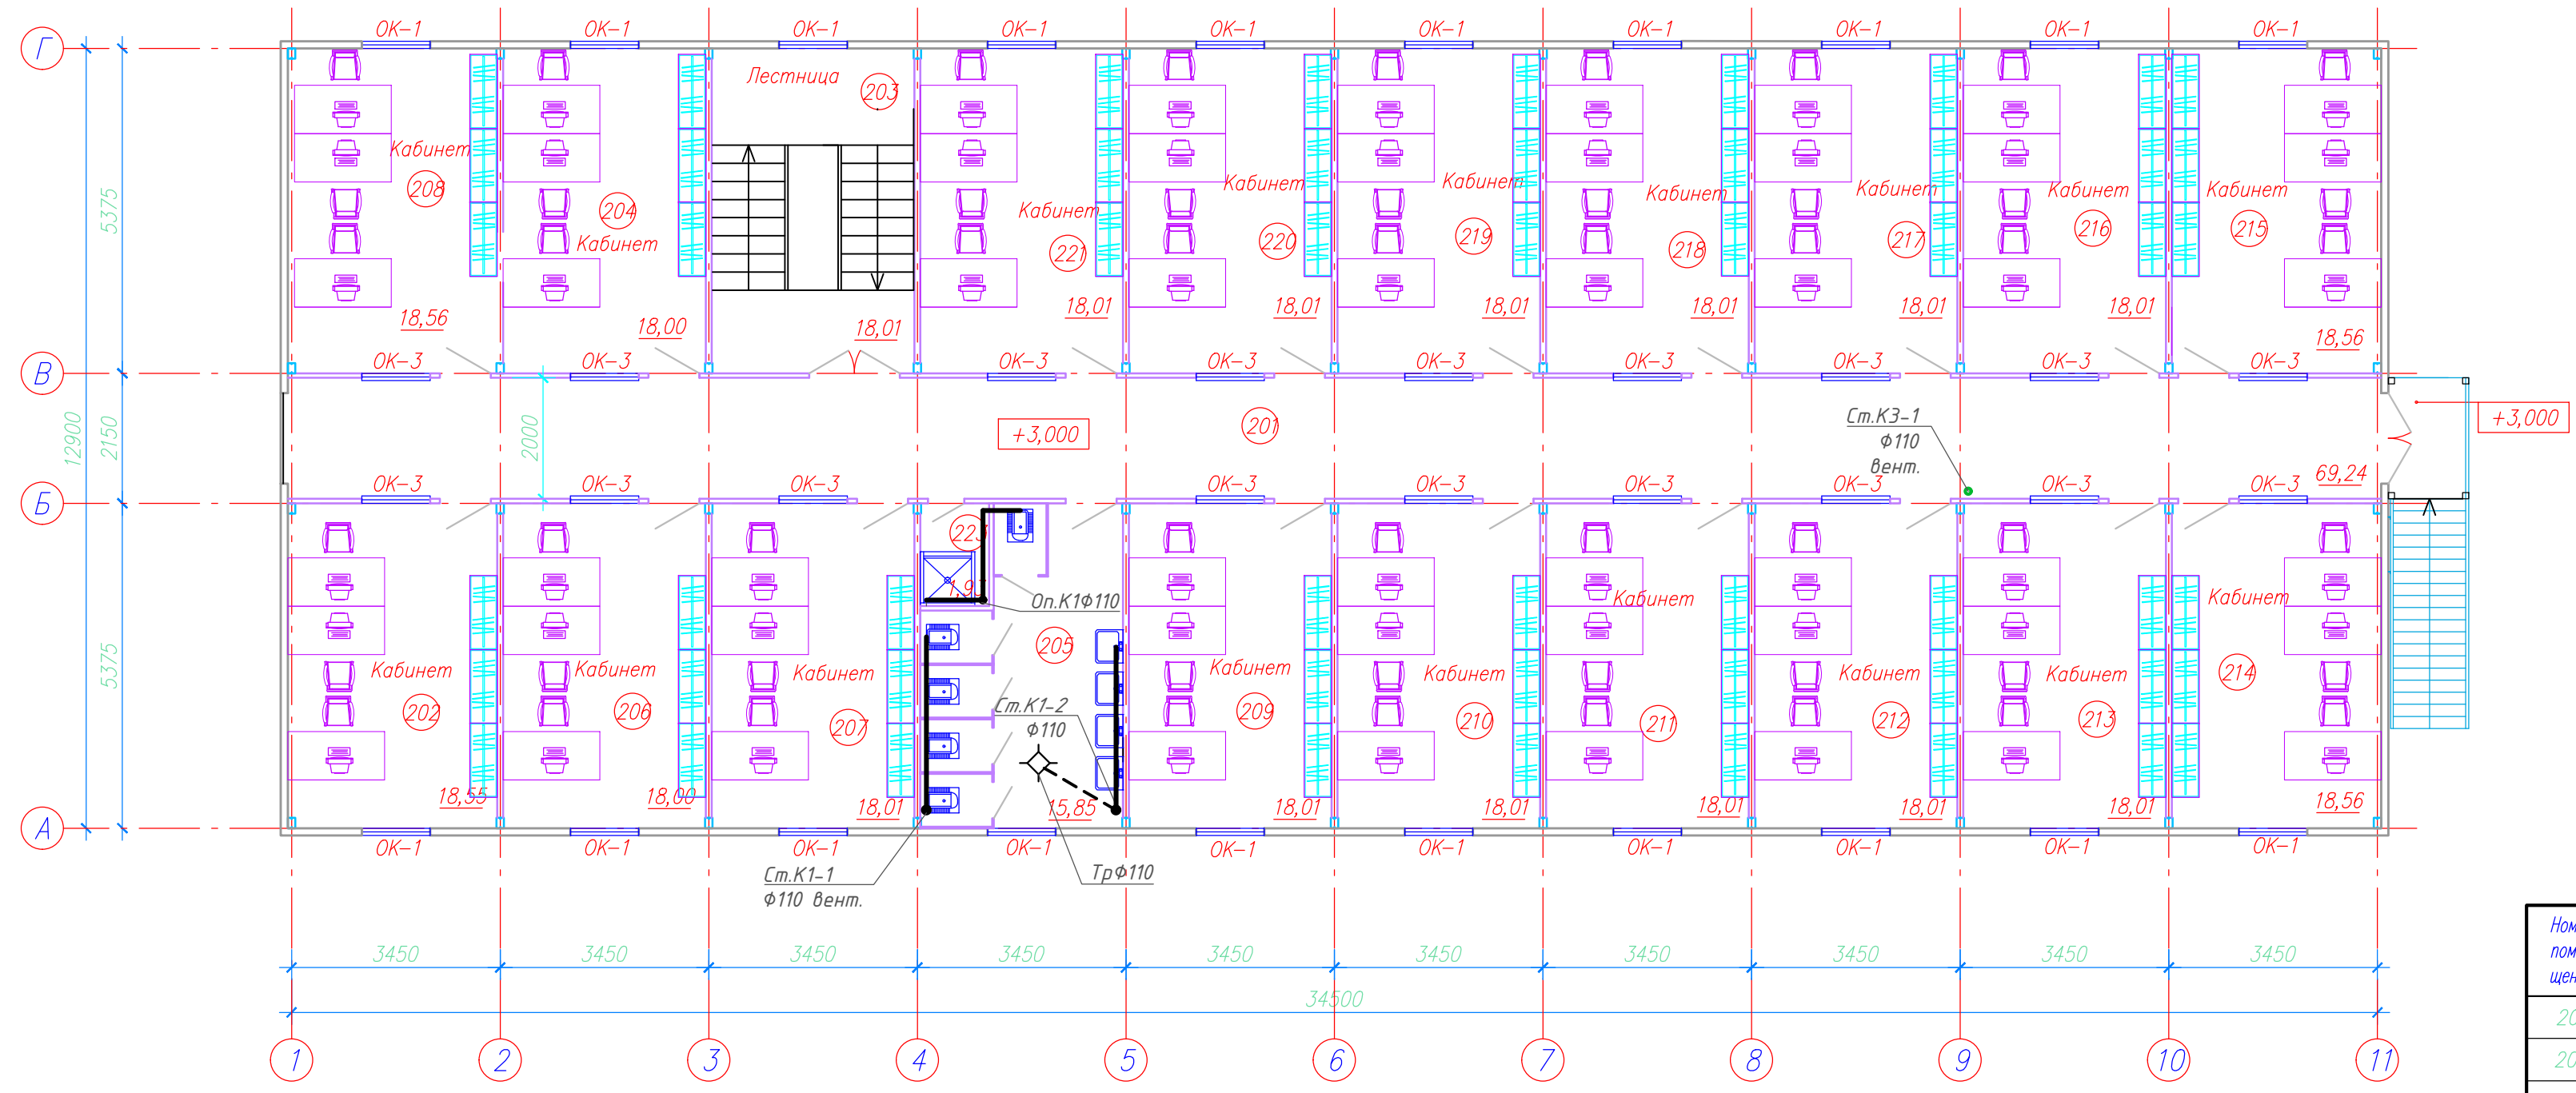 ОК-1 ОК-1 ОК-1 ОК-1 ОК-1 ОК-1 ОК-1 ОК-1 ОК-1 ОК-1
Г
Лестница 203
Кабинет 208
204 Кабинет
Кабинет 221
Кабинет 220
Кабинет 219
Кабинет 218
Кабинет 217
Кабинет 216
Кабинет 215
5375
18,56 18,00 18,01 18,01 18,01 18,01 18,01 18,01 18,01 18,56
В
ОК-3 ОК-3 ОК-3 ОК-3 ОК-3 ОК-3 ОК-3 ОК-3 ОК-3
12900
2150
2000
+3,000
201
Ст.К3-1
Ф110
вент.
+3,000
69,24
Б
ОК-3 ОК-3 ОК-3 ОК-3 ОК-3 ОК-3 ОК-3 ОК-3 ОК-3
Оп.К1Ф110
205
Ст.К1-2
Ф110
5375
Кабинет 202
Кабинет 206
Кабинет 207
Кабинет 209
Кабинет 210
Кабинет 211
Кабинет 212
Кабинет 213
Кабинет 214
18,55 18,00 18,01 15,85 18,01 18,01 18,01 18,01 18,01 18,56
А
ОК-1 ОК-1 ОК-1 ОК-1 ОК-1 ОК-1 ОК-1 ОК-1 ОК-1 ОК-1
Ст.К1-1
Ф110 вент.
ТрФ110
3450 3450 3450 3450 3450 3450 3450 3450 3450 3450
34500
1 2 3 4 5 6 7 8 9 10 11